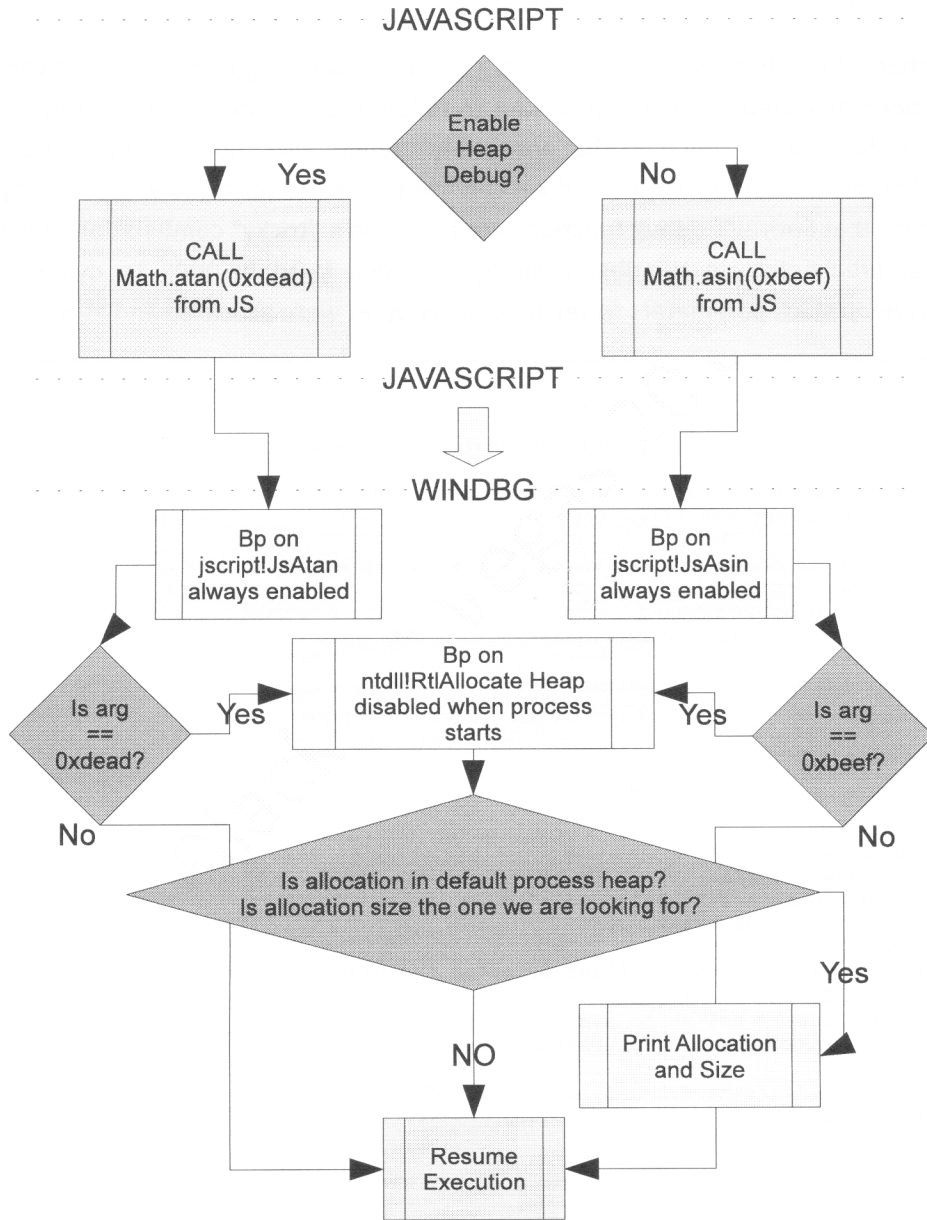 JAVASCRIPT
Enable
Heap
Debug?
Yes
No
CALL
Math.atan(0xdead)
from JS
CALL
Math.asin(0xbeef)
from JS
JAVASCRIPT
WINDBG
Bp on
jscript!JsAtan
always enabled
Bp on
jscript!JsAsin
always enabled
Bp on
ntdll!RtlAllocate Heap
disabled when process
starts
Is arg
==
0xdead?
Yes
Yes
Is arg
==
0xbeef?
No
No
Is allocation in default process heap?
Is allocation size the one we are looking for?
Yes
NO
Print Allocation
and Size
Resume
Execution